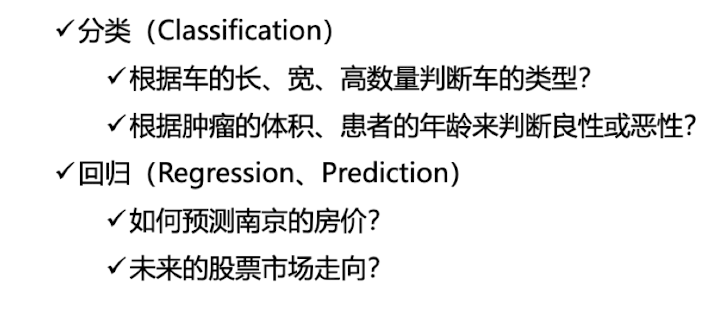 ✓分类（Classification）
✓根据车的长、宽、高数量判断车的类型？
✓根据肿瘤的体积、患者的年龄来判断良性或恶性？
✓回归（Regression、Prediction）
✓如何预测南京的房价？
✓未来的股票市场走向？